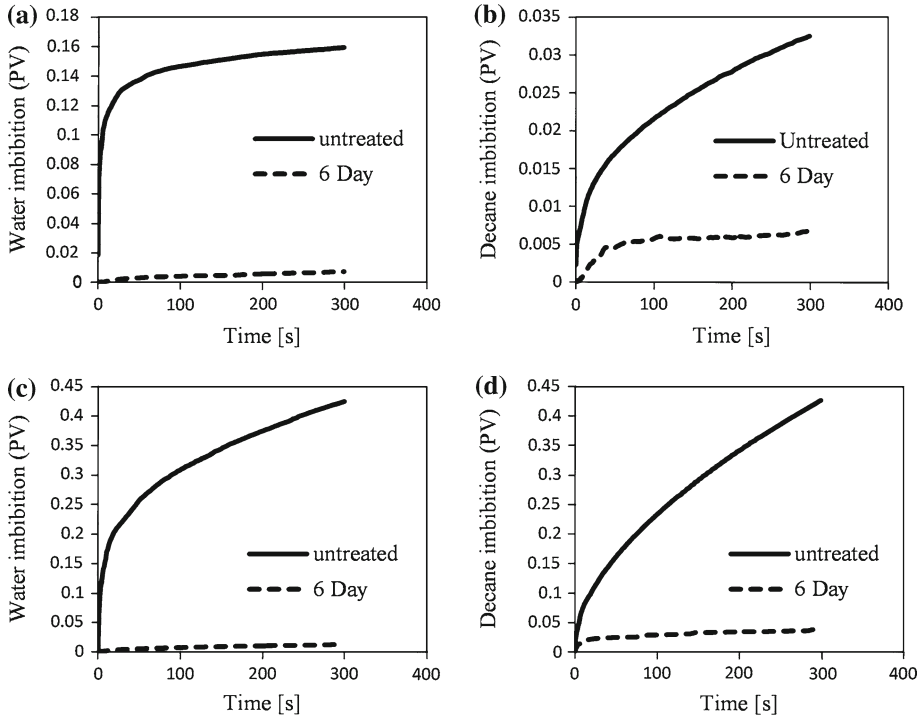 (a)
Water imbibition (PV)
0.18
0.16
0.14
0.12
0.1
0.08
0.06
0.04
0.02
0
untreated
6 Day
0 100 200 300 400
Time [s]
(b)
Decane imbibition (PV)
0.035
0.03
0.025
0.02
0.015
0.01
0.005
0
Untreated
6 Day
0 100 200 300 400
Time [s]
(c)
Water imbibition (PV)
0.45
0.4
0.35
0.3
0.25
0.2
0.15
0.1
0.05
0
untreated
6 Day
0 100 200 300 400
Time [s]
(d)
Decane imbibition (PV)
0.45
0.4
0.35
0.3
0.25
0.2
0.15
0.1
0.05
0
untreated
6 Day
0 100 200 300 400
Time [s]